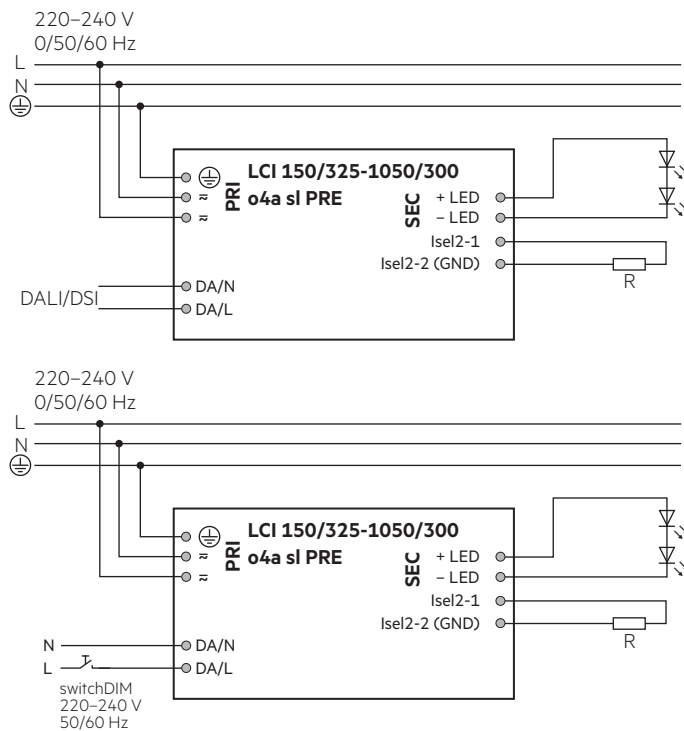 220–240 V
0/50/60 Hz
L
N
LCI 150/325-1050/300
o4a sl PRE
PRI
SEC
≂
≂
+ LED
– LED
Isel2-1
Isel2-2 (GND)
R
DALI/DSI
DA/N
DA/L
220–240 V
0/50/60 Hz
L
N
LCI 150/325-1050/300
o4a sl PRE
PRI
SEC
≂
≂
+ LED
– LED
Isel2-1
Isel2-2 (GND)
R
N
DA/N
L
DA/L
switchDIM
220–240 V
50/60 Hz